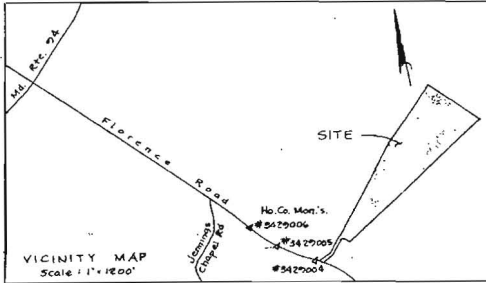 Md. Rte. 94
Florence Road
SITE
Ho. Co. Mon.'s.
#3429006
#3429005
#3429004
Jennings
Chapel Rd
VICINITY MAP
Scale : 1" = 1200'